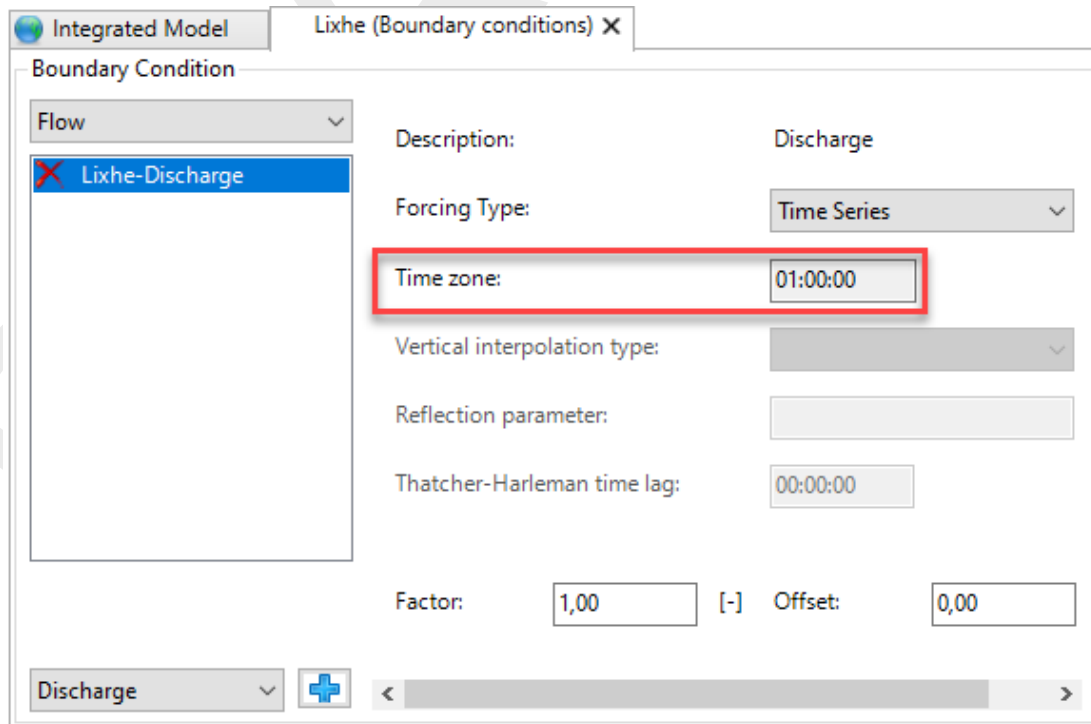 Integrated Model
Lixhe (Boundary conditions)
Boundary Condition
Flow
Lixhe-Discharge
Description: Discharge
Forcing Type: Time Series
Time zone: 01:00:00
Vertical interpolation type:
Reflection parameter:
Thatcher-Harleman time lag: 00:00:00
Factor: 1,00 [-] Offset: 0,00
Discharge